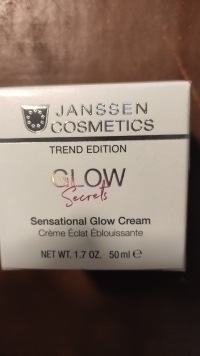 JANSSEN
COSMETICS
TREND EDITION
GLOW
Secrets
Sensational Glow Cream
Crème Éclat Éblouissante
NET WT. 1.7 OZ. 50 ml ℮